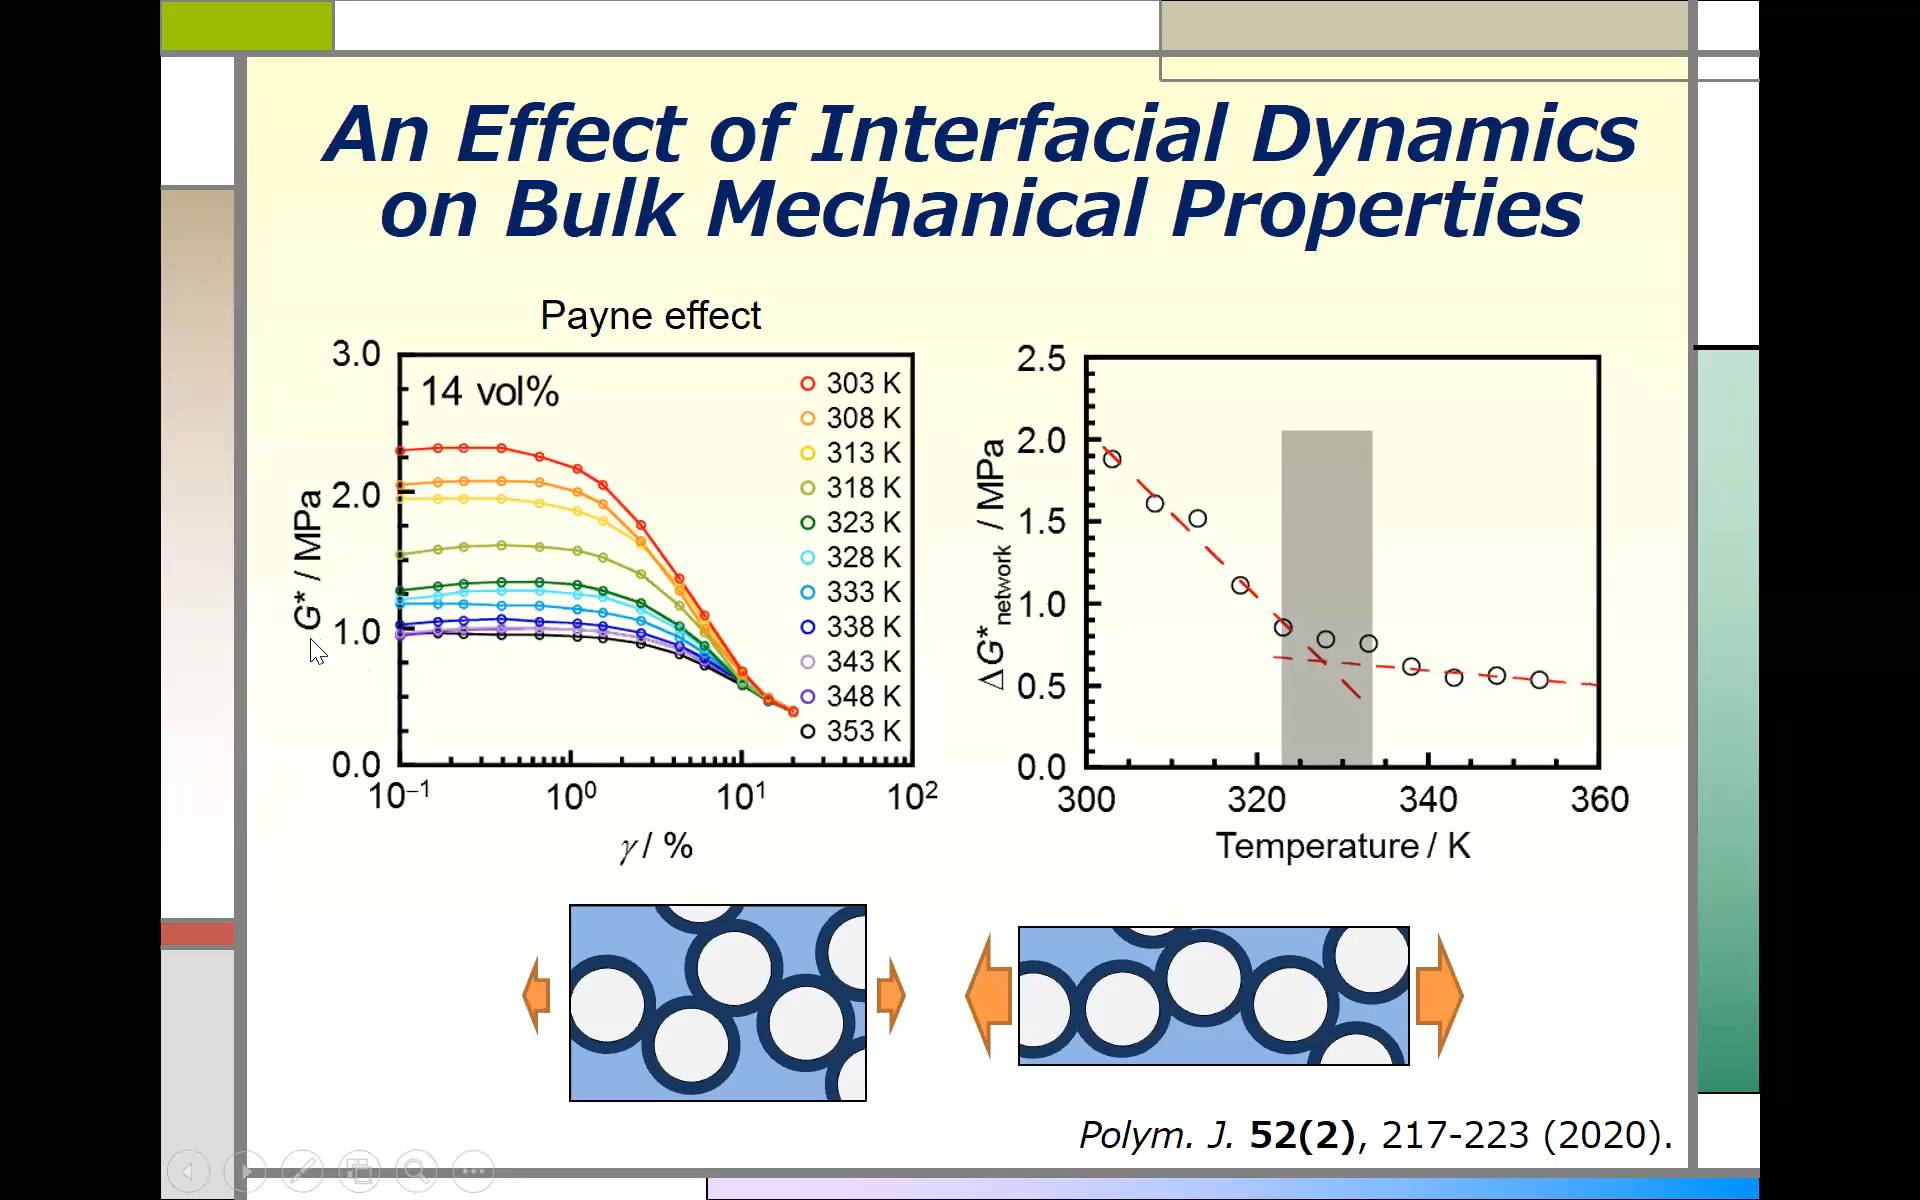 An Effect of Interfacial Dynamics
on Bulk Mechanical Properties
Payne effect
14 vol%
303 K
308 K
313 K
318 K
323 K
328 K
333 K
338 K
343 K
348 K
353 K
3.0
2.0
1.0
0.0
G* / MPa
10⁻¹
10⁰
10¹
10²
γ / %
2.5
2.0
1.5
1.0
0.5
0.0
ΔG*network / MPa
300
320
340
360
Temperature / K
Polym. J. 52(2), 217-223 (2020).